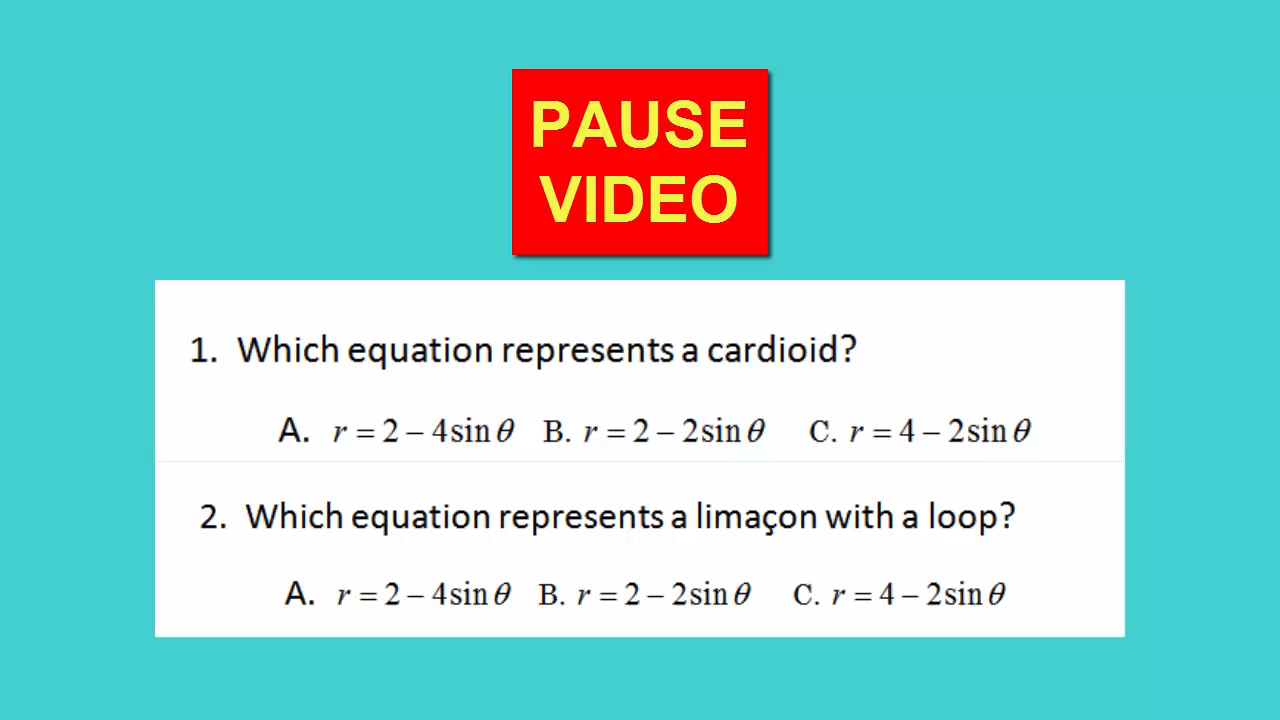 PAUSE
VIDEO
1. Which equation represents a cardioid?
A. r = 2 − 4sin θ B. r = 2 − 2sin θ C. r = 4 − 2sin θ
2. Which equation represents a limaçon with a loop?
A. r = 2 − 4sin θ B. r = 2 − 2sin θ C. r = 4 − 2sin θ